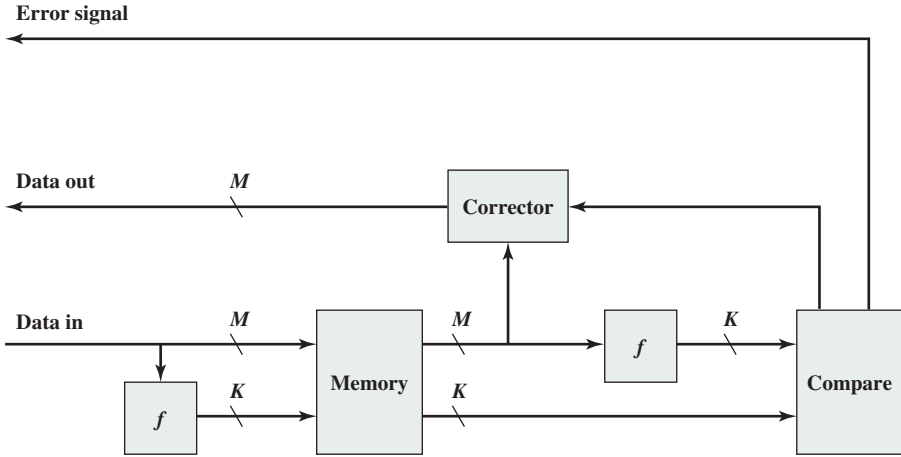 Error signal
Data out
M
Corrector
Data in
M
M
K
f
Memory
Compare
K
K
f